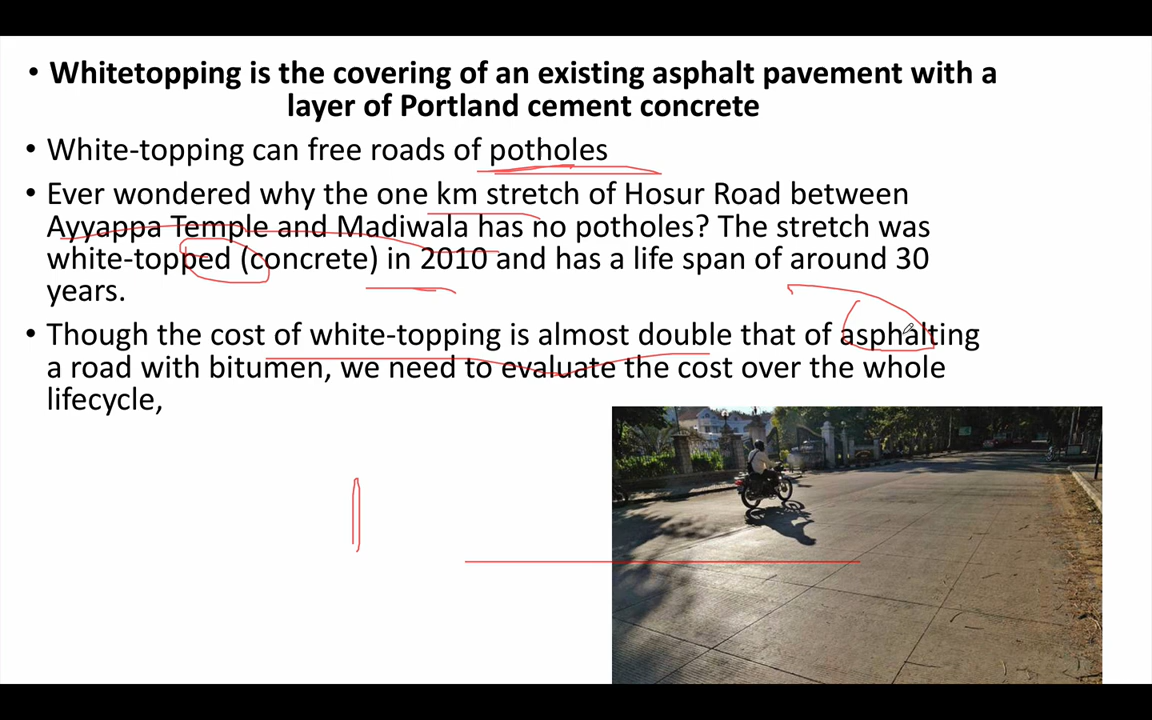 • Whitetopping is the covering of an existing asphalt pavement with a
layer of Portland cement concrete
• White-topping can free roads of potholes
• Ever wondered why the one km stretch of Hosur Road between
Ayyappa Temple and Madiwala has no potholes? The stretch was
white-topped (concrete) in 2010 and has a life span of around 30
years.
• Though the cost of white-topping is almost double that of asphalting
a road with bitumen, we need to evaluate the cost over the whole
lifecycle,